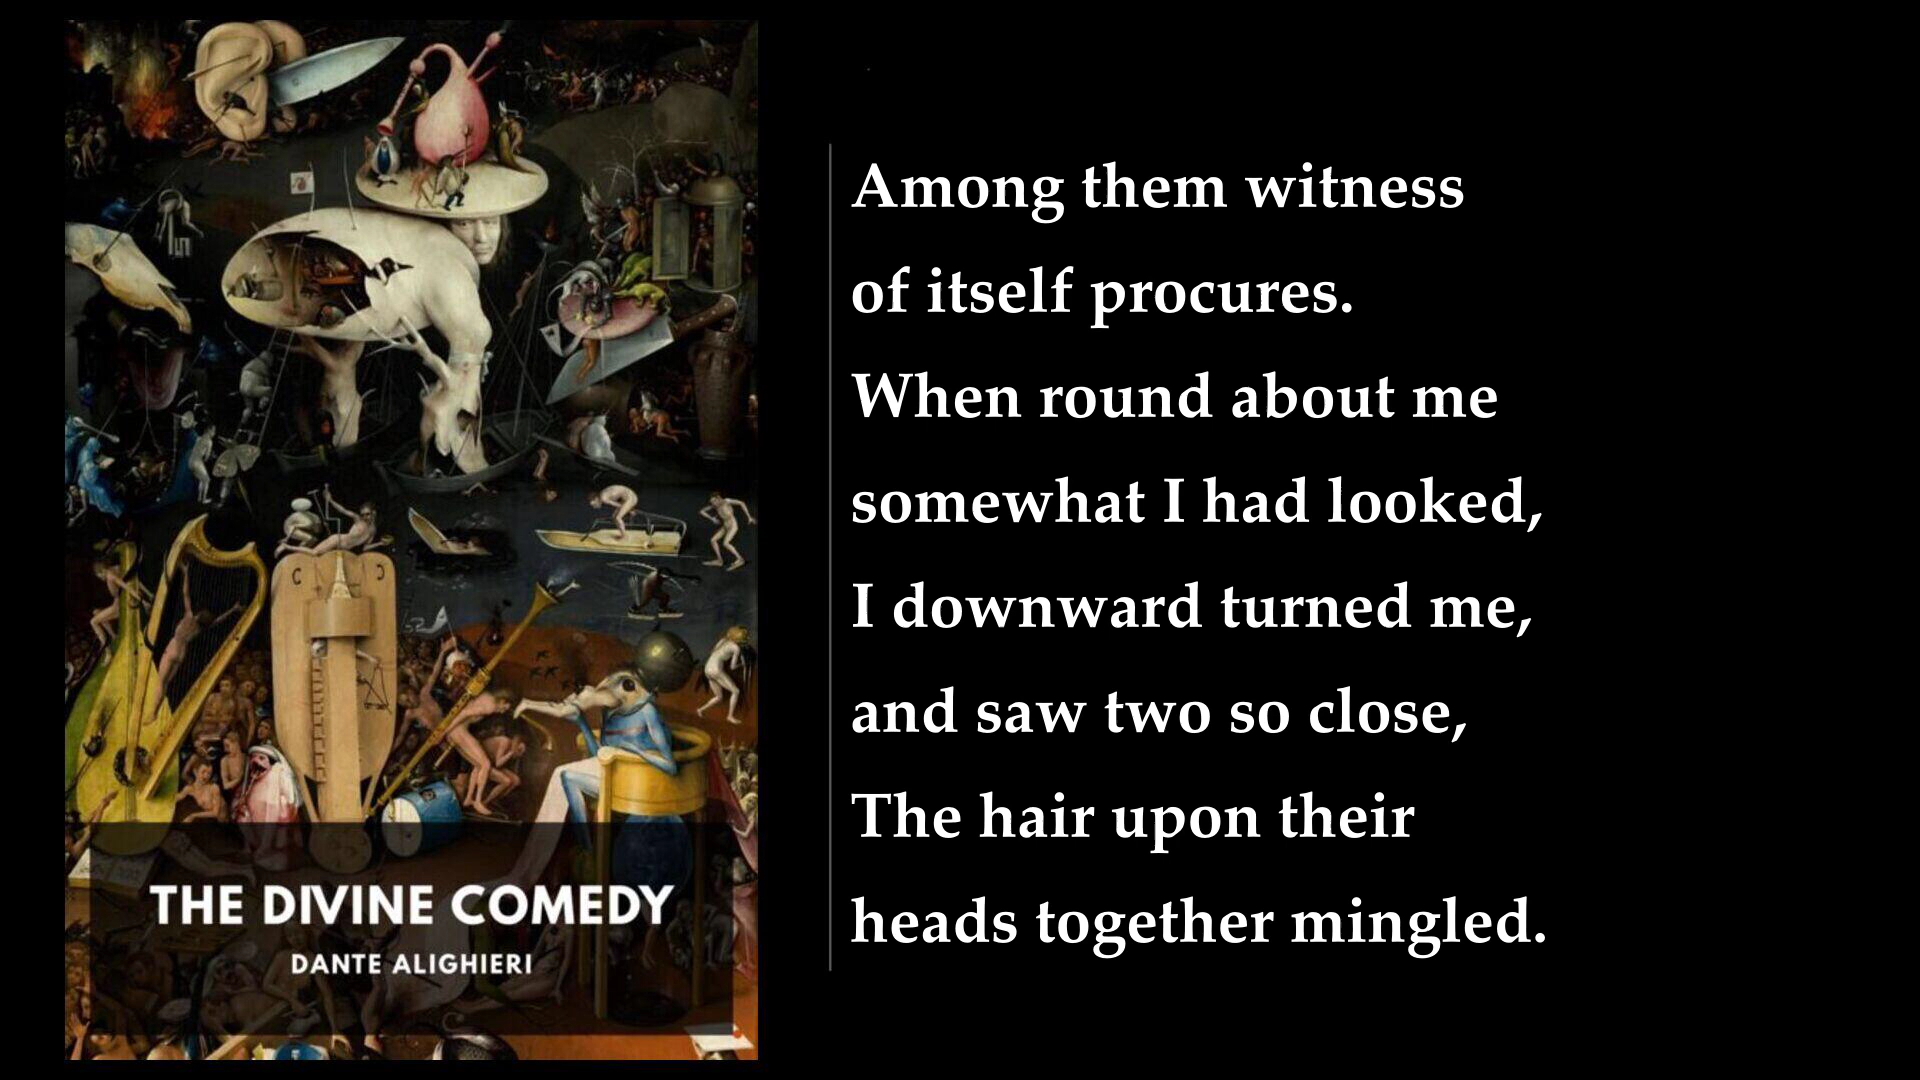 THE DIVINE COMEDY
DANTE ALIGHIERI
Among them witness
of itself procures.
When round about me
somewhat I had looked,
I downward turned me,
and saw two so close,
The hair upon their
heads together mingled.